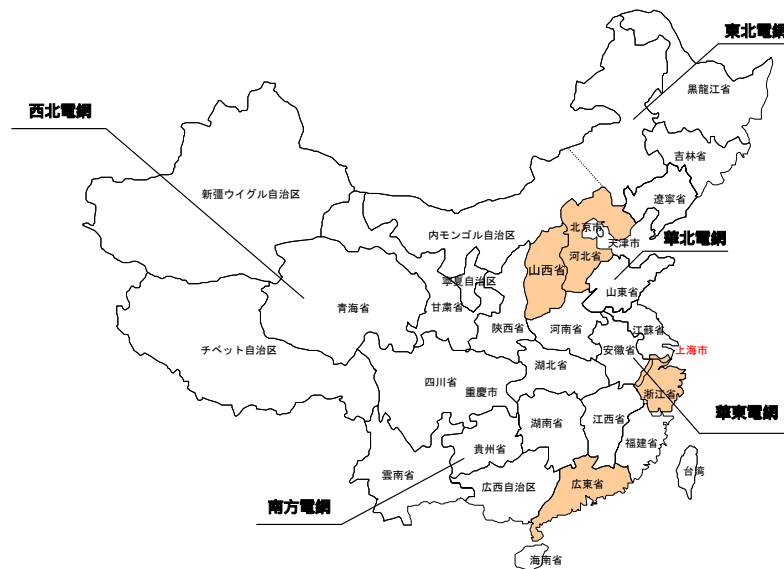 東北電網
黒龍江省
西北電網
吉林省
新彊ウイグル自治区
遼寧省
北京市
内モンゴル自治区
天津市
華北電網
河北省
山西省
寧夏自治区
山東省
青海省
甘粛省
陝西省
河南省
江蘇省
チベット自治区
安徽省
上海市
湖北省
四川省
重慶市
浙江省
華東電網
湖南省
江西省
福建省
貴州省
台湾
雲南省
広西自治区
広東省
南方電網
海南省